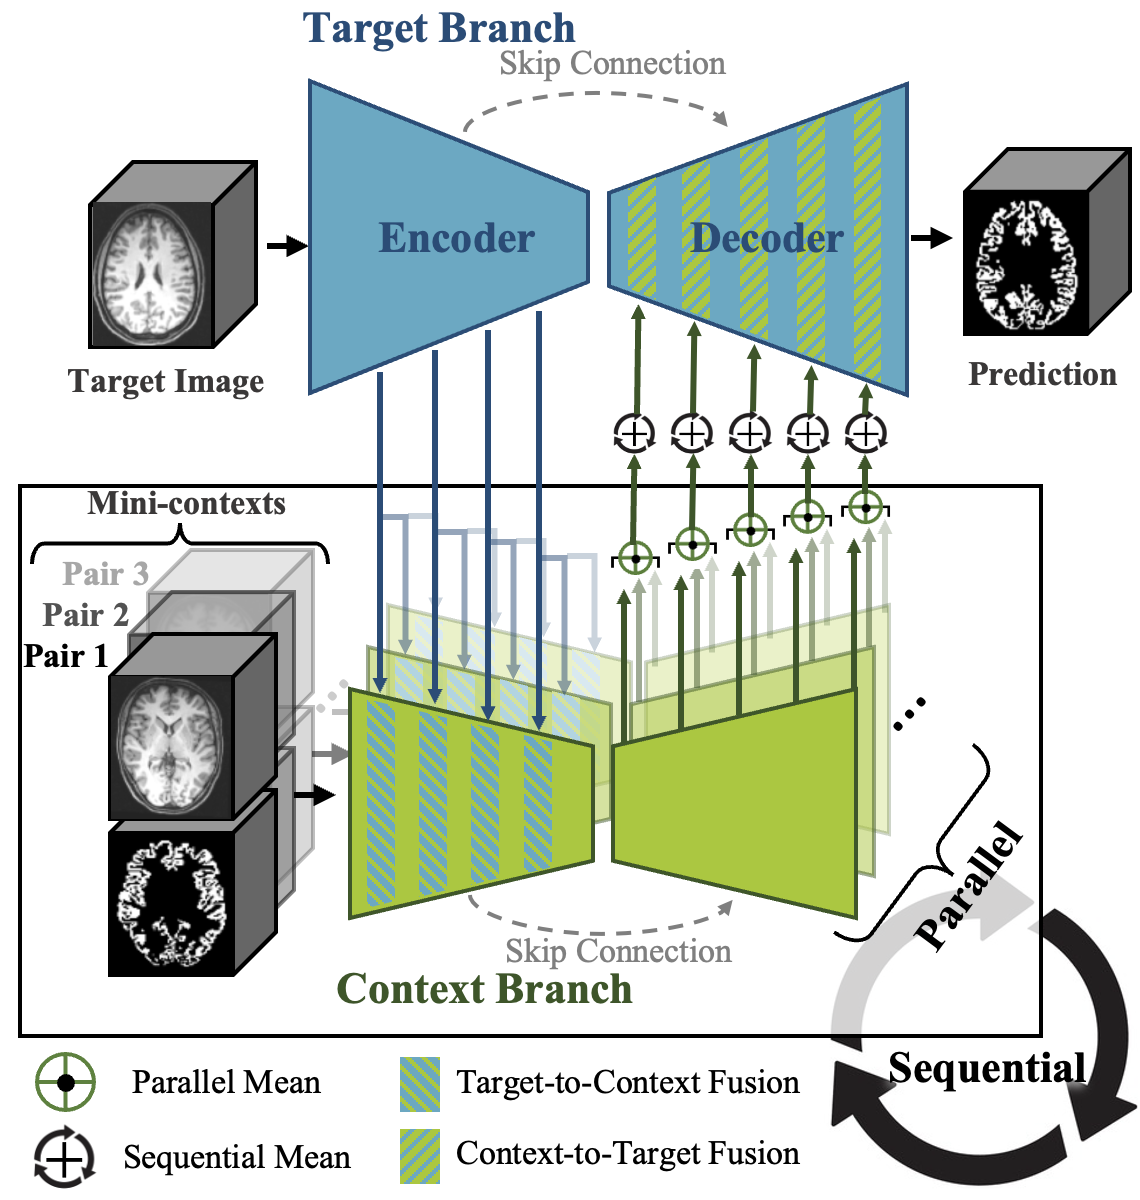 Target Branch
Skip Connection
Encoder
Decoder
Target Image
Prediction
Mini-contexts
Pair 3
Pair 2
Pair 1
Skip Connection
Context Branch
Parallel
Sequential
Parallel Mean
Target-to-Context Fusion
Sequential Mean
Context-to-Target Fusion